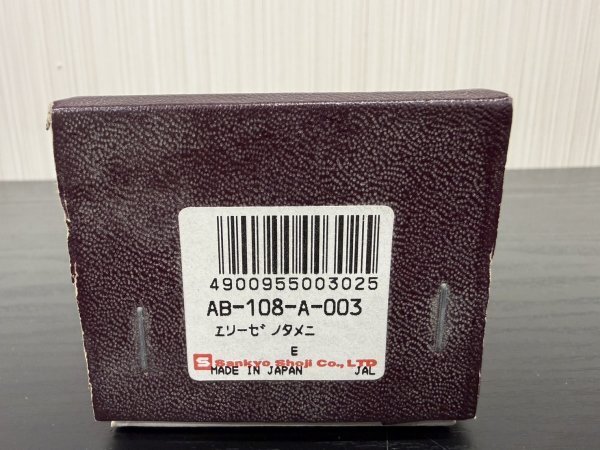 4900955003025
AB-108-A-003
エリーゼノタメニ
E
S Sankyo Shoji Co., LTD
MADE IN JAPAN JAL